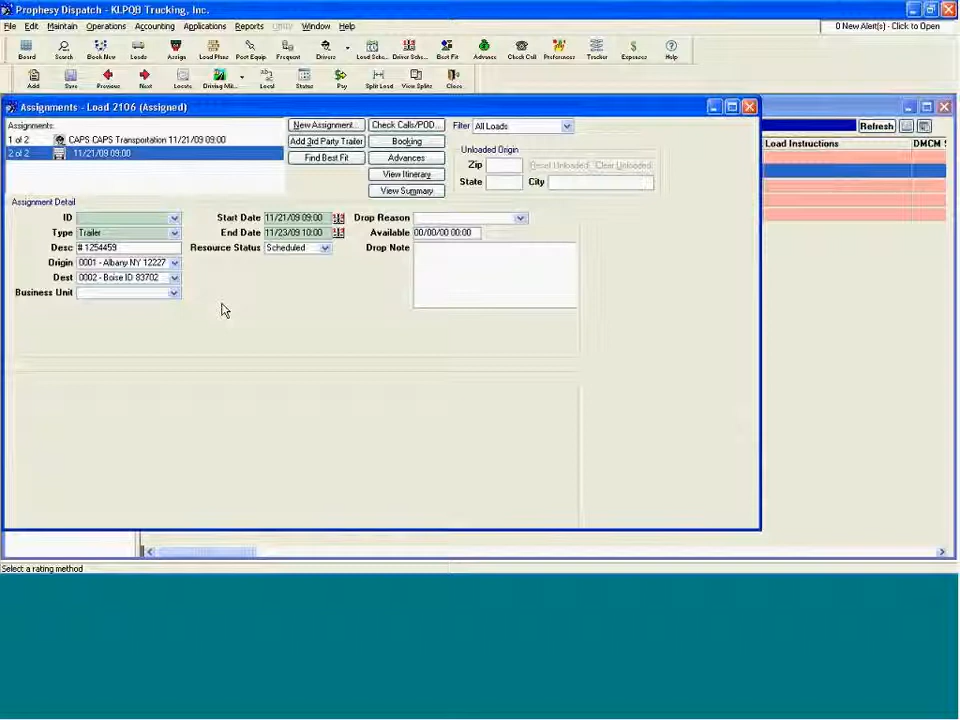 Prophesy Dispatch - KLPQB Trucking, Inc.
File Edit Maintain Operations Accounting Applications Reports Utility Window Help
0 New Alert(s) - Click to Open
Board Search Book New Loads Assign Load Plans Post Equip Frequent Drivers Load Sche... Driver Sche... Best Fit Advance Check Call Preferences Tracker Expenses Help
Add Save Previous Next Locate Driving Mil... Local Status Pay Split Load View Splits Close
Assignments - Load 2106 (Assigned)
Assignments:
1 of 2 CAPS CAPS Transportation 11/21/09 09:00
2 of 2 11/21/09 09:00
New Assignment... Check Calls/POD...
Add 3rd Party Trailer Booking
Find Best Fit Advances
View Itinerary
View Summary
Filter All Loads
Unloaded Origin
Zip Reset Unloaded Clear Unloaded
State City
Refresh
Load Instructions DMCM
Assignment Detail
ID Start Date 11/21/09 09:00 Drop Reason
Type Trailer End Date 11/23/09 10:00 Available 00/00/00 00:00
Desc # 1254459 Resource Status Scheduled Drop Note
Origin 0001 - Albany NY 12227
Dest 0002 - Boise ID 83702
Business Unit
Select a rating method